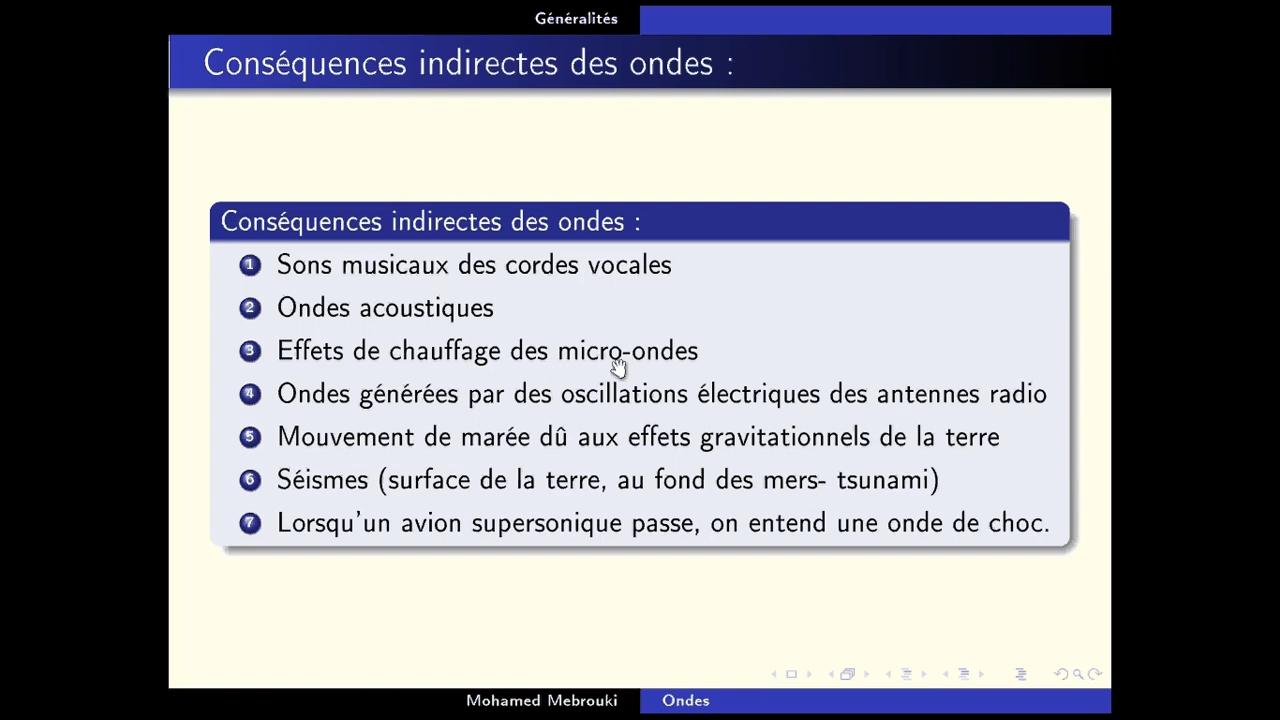 Généralités
Conséquences indirectes des ondes :
Conséquences indirectes des ondes :
1 Sons musicaux des cordes vocales
2 Ondes acoustiques
3 Effets de chauffage des micro-ondes
4 Ondes générées par des oscillations électriques des antennes radio
5 Mouvement de marée dû aux effets gravitationnels de la terre
6 Séismes (surface de la terre, au fond des mers- tsunami)
7 Lorsqu'un avion supersonique passe, on entend une onde de choc.
Mohamed Mebrouki Ondes